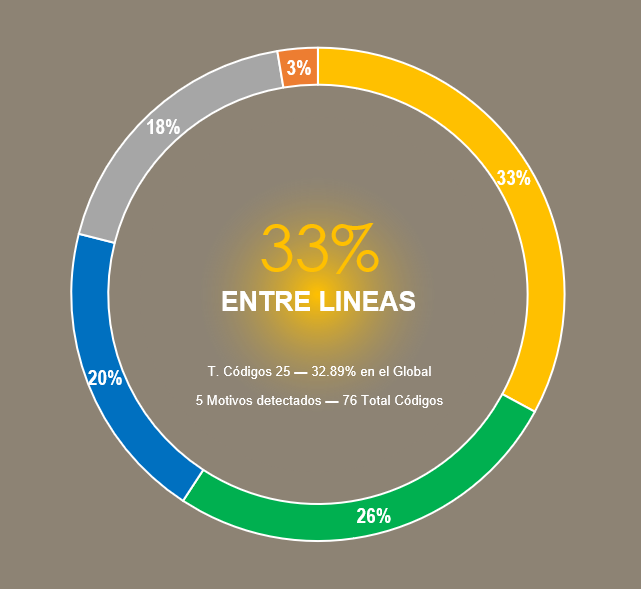 3%
18%
33%
33%
ENTRE LINEAS
T. Códigos 25 — 32.89% en el Global
20%
5 Motivos detectados — 76 Total Códigos
26%